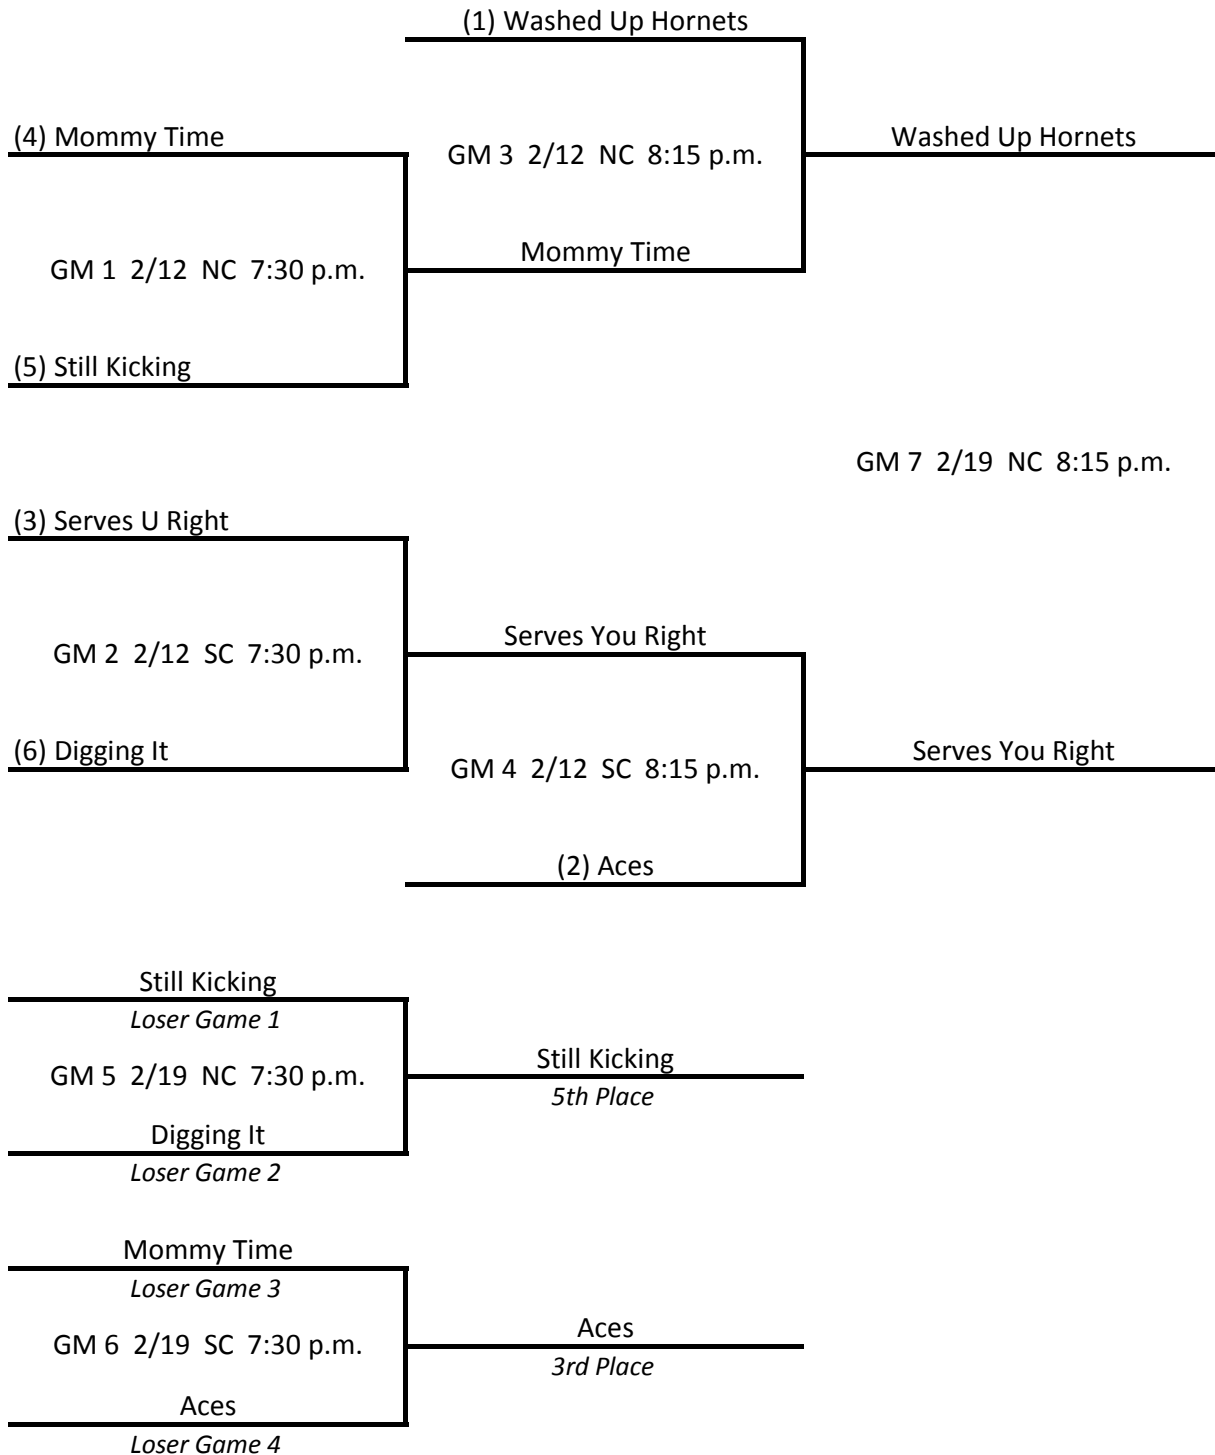 (1) Washed Up Hornets
(4) Mommy Time
Washed Up Hornets
GM 3 2/12 NC 8:15 p.m.
Mommy Time
GM 1 2/12 NC 7:30 p.m.
(5) Still Kicking
GM 7 2/19 NC 8:15 p.m.
(3) Serves U Right
Serves You Right
GM 2 2/12 SC 7:30 p.m.
(6) Digging It
Serves You Right
GM 4 2/12 SC 8:15 p.m.
(2) Aces
Still Kicking
Loser Game 1
Still Kicking
GM 5 2/19 NC 7:30 p.m.
5th Place
Digging It
Loser Game 2
Mommy Time
Loser Game 3
Aces
GM 6 2/19 SC 7:30 p.m.
3rd Place
Aces
Loser Game 4